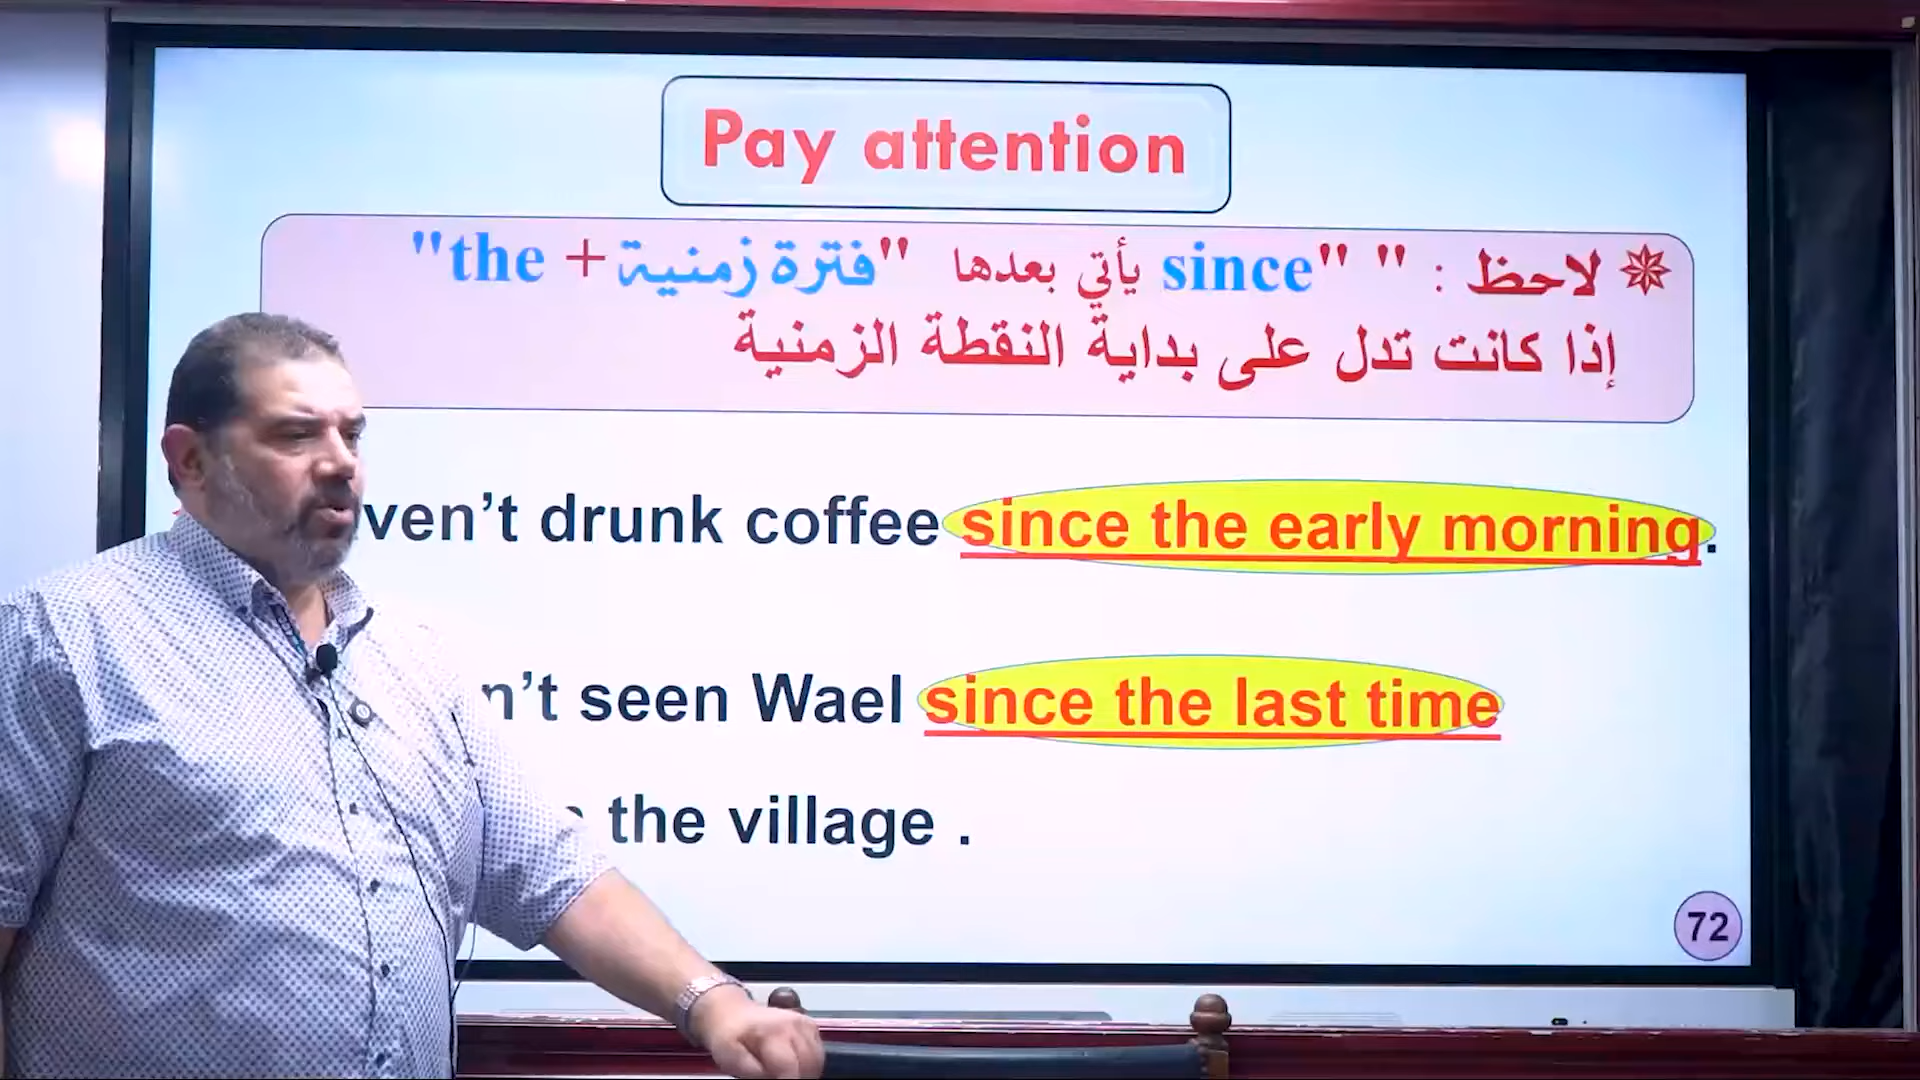 Pay attention
لاحظ : " "since" يأتي بعدها "فترة زمنية + the"
إذا كانت تدل على بداية النقطة الزمنية
ven’t drunk coffee since the early morning.
n’t seen Wael since the last time
the village .
72